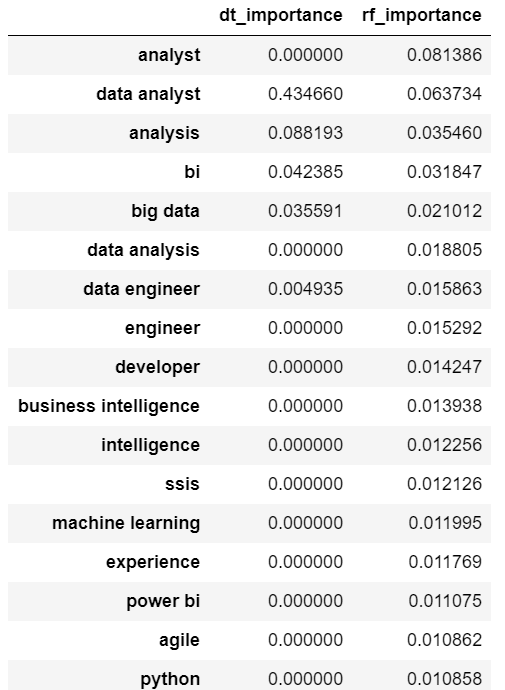 dt_importance rf_importance
analyst 0.000000 0.081386
data analyst 0.434660 0.063734
analysis 0.088193 0.035460
bi 0.042385 0.031847
big data 0.035591 0.021012
data analysis 0.000000 0.018805
data engineer 0.004935 0.015863
engineer 0.000000 0.015292
developer 0.000000 0.014247
business intelligence 0.000000 0.013938
intelligence 0.000000 0.012256
ssis 0.000000 0.012126
machine learning 0.000000 0.011995
experience 0.000000 0.011769
power bi 0.000000 0.011075
agile 0.000000 0.010862
python 0.000000 0.010858